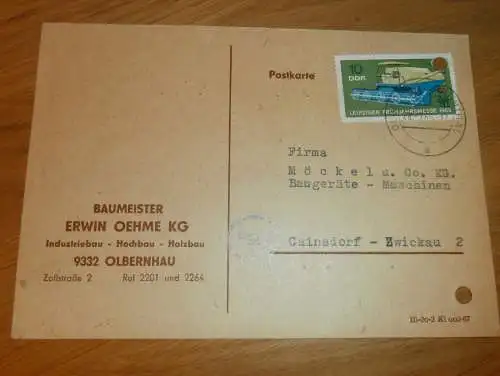 Postkarte
10
DDR
LEIPZIGER FRÜHJAHRSMESSE
Firma
Möckel u. Co. KG.
Baugeräte - Maschinen
Cainsdorf - Zwickau 2
BAUMEISTER
ERWIN OEHME KG
Industriebau - Hochbau - Holzbau
9332 OLBERNHAU
Zollstraße 2 Ruf 2201 und 2264